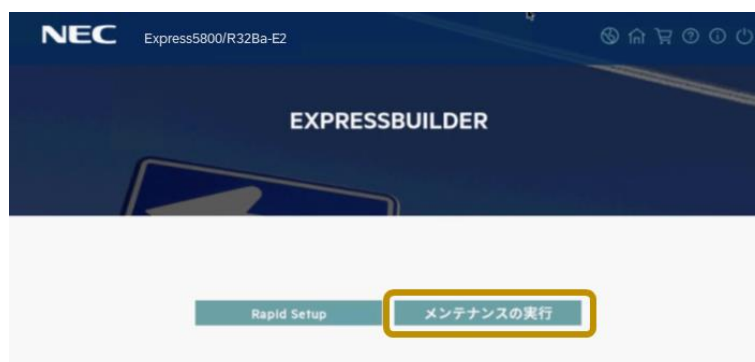 NEC Express5800/R32Ba-E2
EXPRESSBUILDER
Rapid Setup メンテナンスの実行